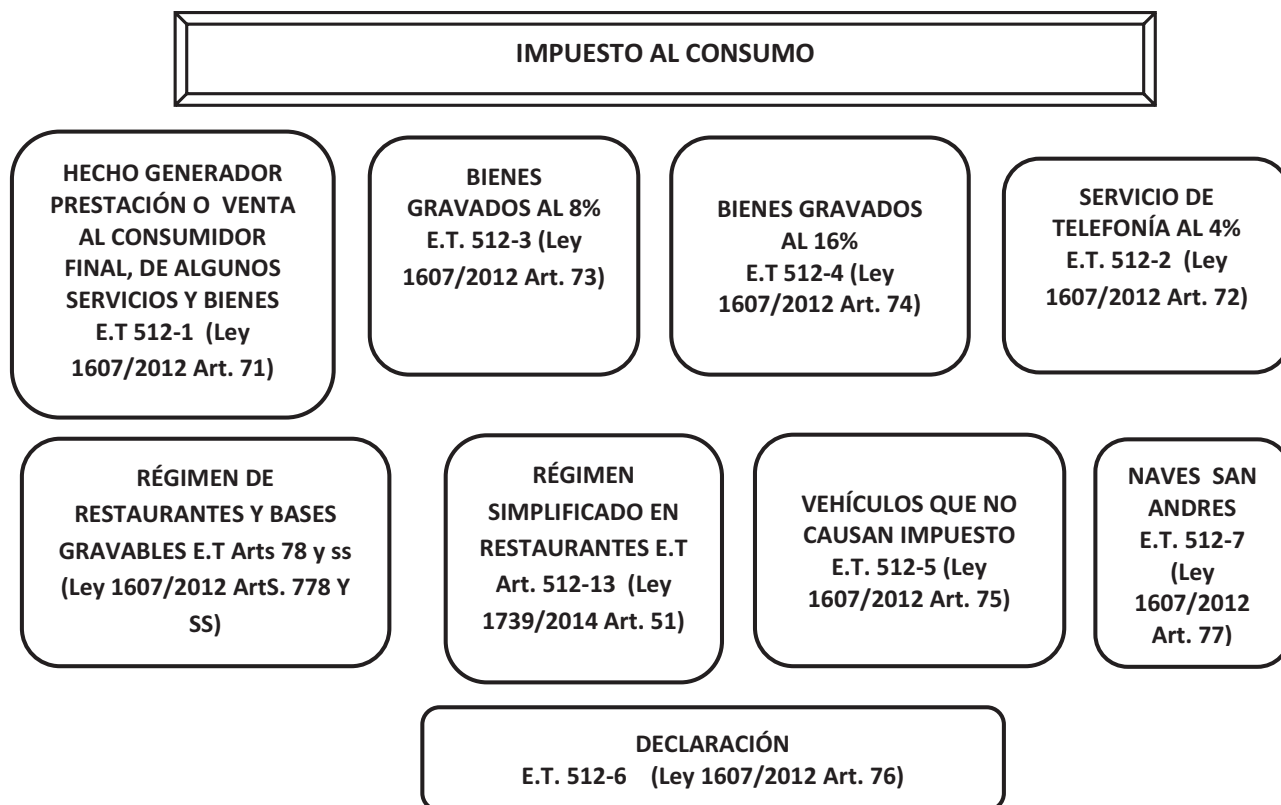 IMPUESTO AL CONSUMO
HECHO GENERADOR
PRESTACIÓN O VENTA
AL CONSUMIDOR
FINAL, DE ALGUNOS
SERVICIOS Y BIENES
E.T 512-1 (Ley
1607/2012 Art. 71)
BIENES
GRAVADOS AL 8%
E.T. 512-3 (Ley
1607/2012 Art. 73)
BIENES GRAVADOS
AL 16%
E.T 512-4 (Ley
1607/2012 Art. 74)
SERVICIO DE
TELEFONÍA AL 4%
E.T. 512-2 (Ley
1607/2012 Art. 72)
RÉGIMEN DE
RESTAURANTES Y BASES
GRAVABLES E.T Arts 78 y ss
(Ley 1607/2012 ArtS. 778 Y
SS)
RÉGIMEN
SIMPLIFICADO EN
RESTAURANTES E.T
Art. 512-13 (Ley
1739/2014 Art. 51)
VEHÍCULOS QUE NO
CAUSAN IMPUESTO
E.T. 512-5 (Ley
1607/2012 Art. 75)
NAVES SAN
ANDRES
E.T. 512-7
(Ley
1607/2012
Art. 77)
DECLARACIÓN
E.T. 512-6 (Ley 1607/2012 Art. 76)